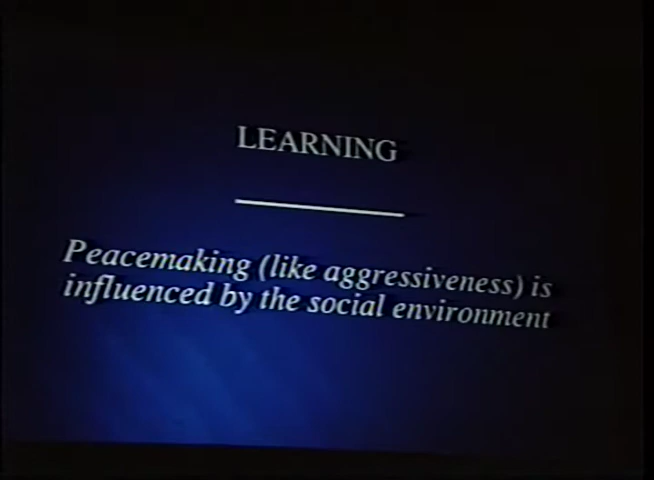 LEARNING
Peacemaking (like aggressiveness) is
influenced by the social environment